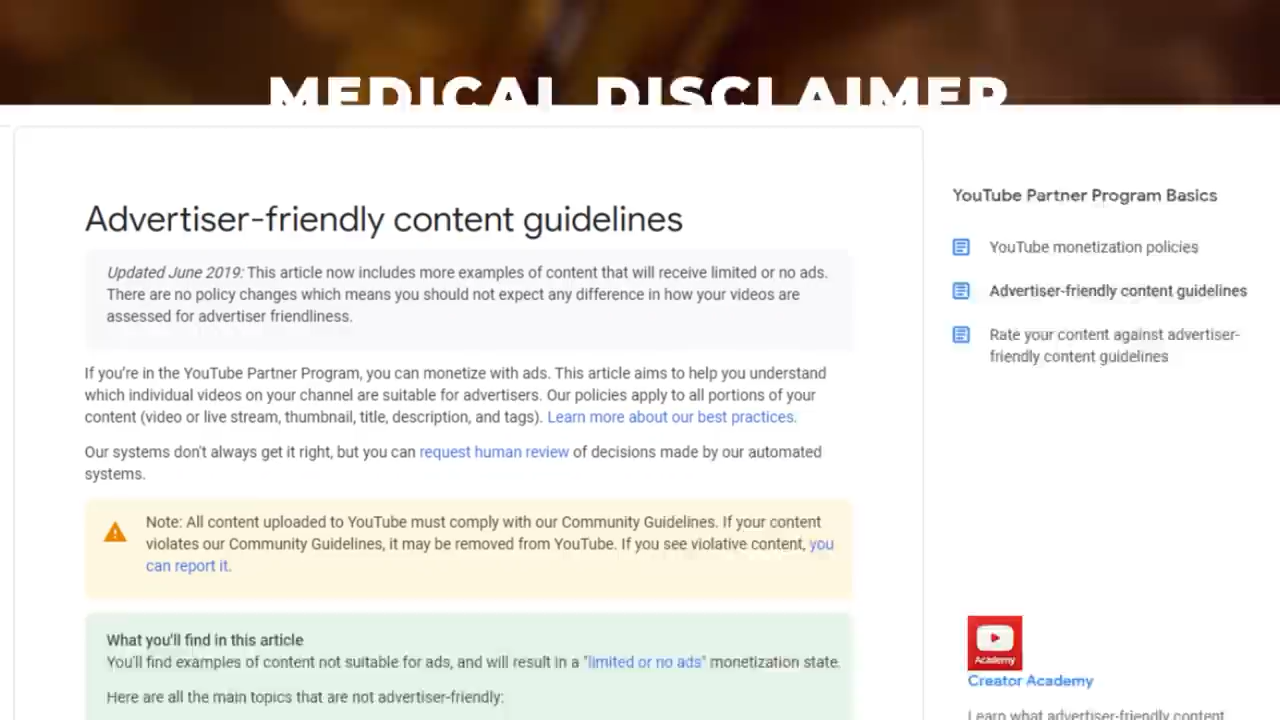 MEDICAL DISCLAIMER
Advertiser-friendly content guidelines
Updated June 2019: This article now includes more examples of content that will receive limited or no ads.
There are no policy changes which means you should not expect any difference in how your videos are
assessed for advertiser friendliness.
If you're in the YouTube Partner Program, you can monetize with ads. This article aims to help you understand
which individual videos on your channel are suitable for advertisers. Our policies apply to all portions of your
content (video or live stream, thumbnail, title, description, and tags). Learn more about our best practices.
Our systems don't always get it right, but you can request human review of decisions made by our automated
systems.
Note: All content uploaded to YouTube must comply with our Community Guidelines. If your content
violates our Community Guidelines, it may be removed from YouTube. If you see violative content, you
can report it.
What you'll find in this article
You'll find examples of content not suitable for ads, and will result in a "limited or no ads" monetization state.
Here are all the main topics that are not advertiser-friendly:
YouTube Partner Program Basics
YouTube monetization policies
Advertiser-friendly content guidelines
Rate your content against advertiser-
friendly content guidelines
Academy
Creator Academy
Learn what advertiser-friendly content